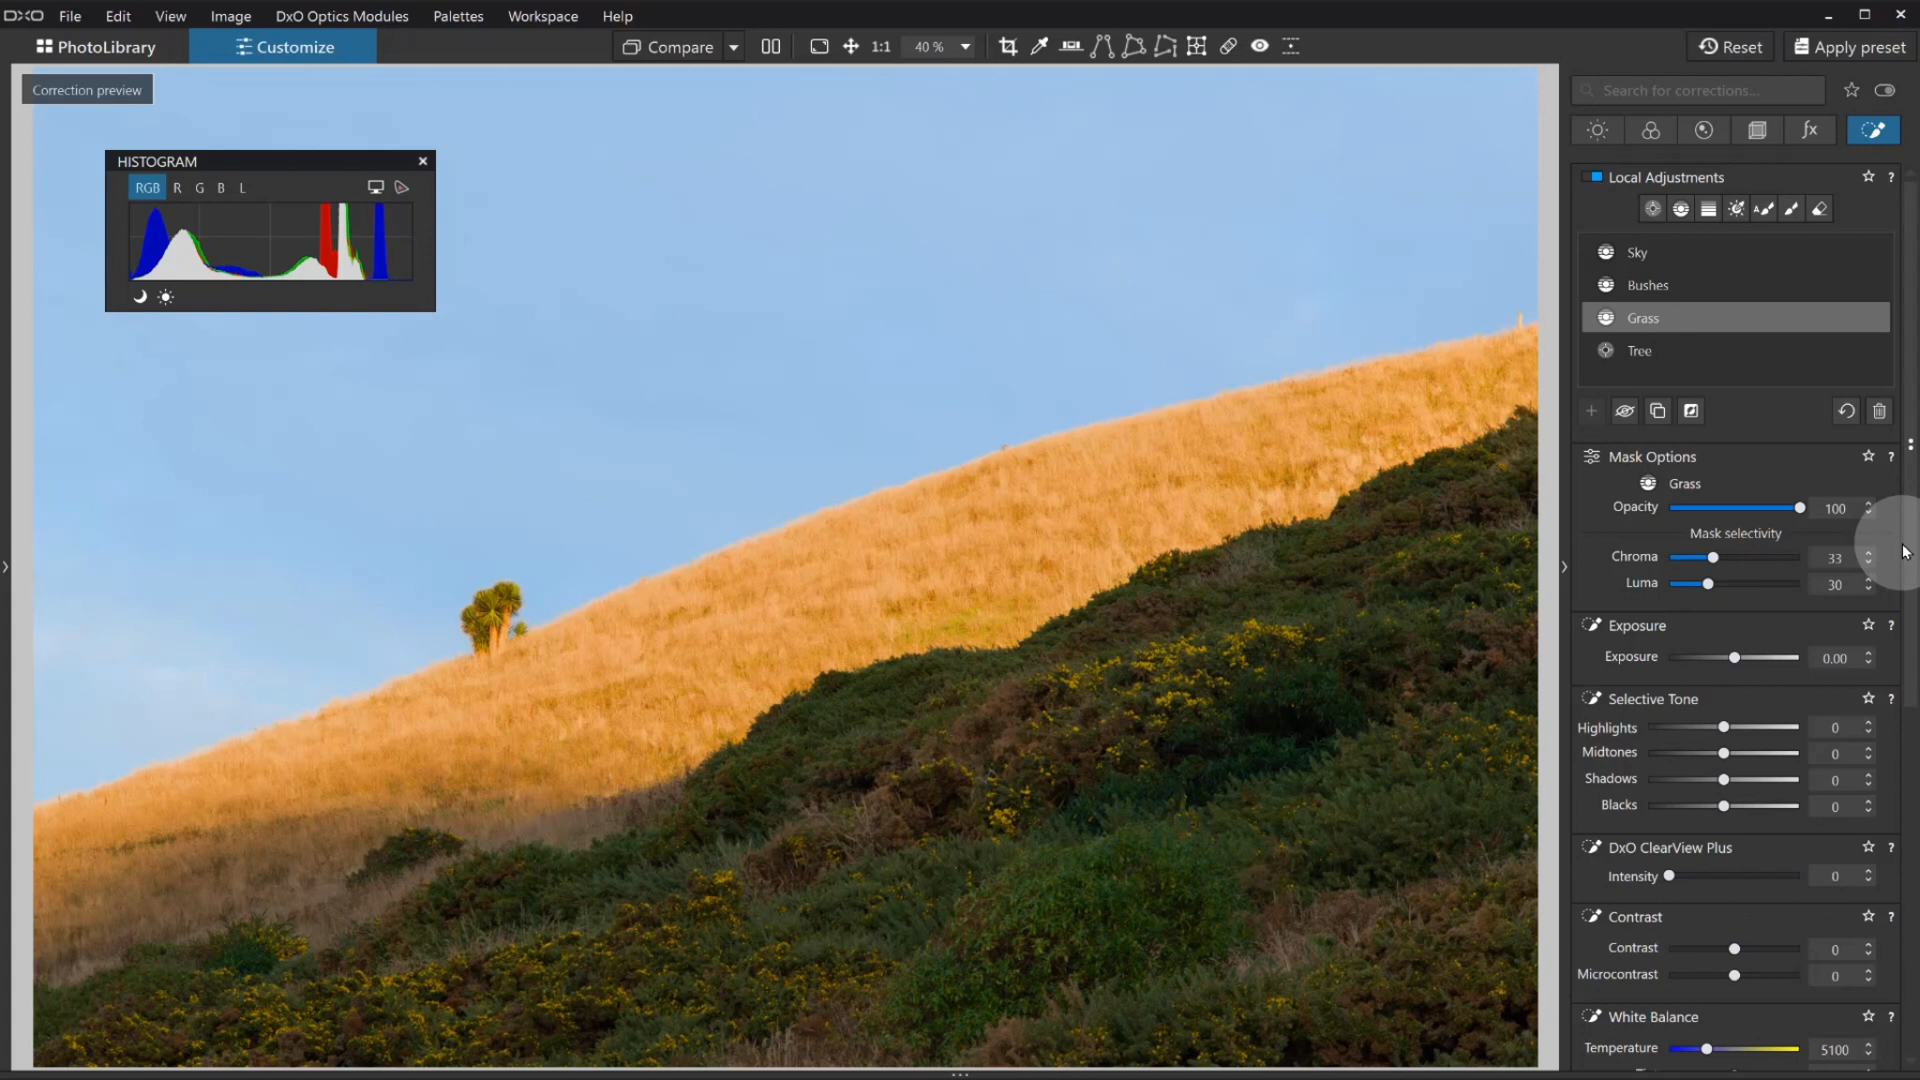 DXO File Edit View Image DxO Optics Modules Palettes Workspace Help
PhotoLibrary Customize Compare 1:1 40 % Reset Apply preset
Correction preview
Search for corrections...
fx
HISTOGRAM
RGB R G B L
Local Adjustments ?
A
Sky
Bushes
Grass
Tree
Mask Options ?
Grass
Opacity 100
Mask selectivity
Chroma 33
Luma 30
Exposure ?
Exposure 0.00
Selective Tone ?
Highlights 0
Midtones 0
Shadows 0
Blacks 0
DxO ClearView Plus ?
Intensity 0
Contrast ?
Contrast 0
Microcontrast 0
White Balance ?
Temperature 5100